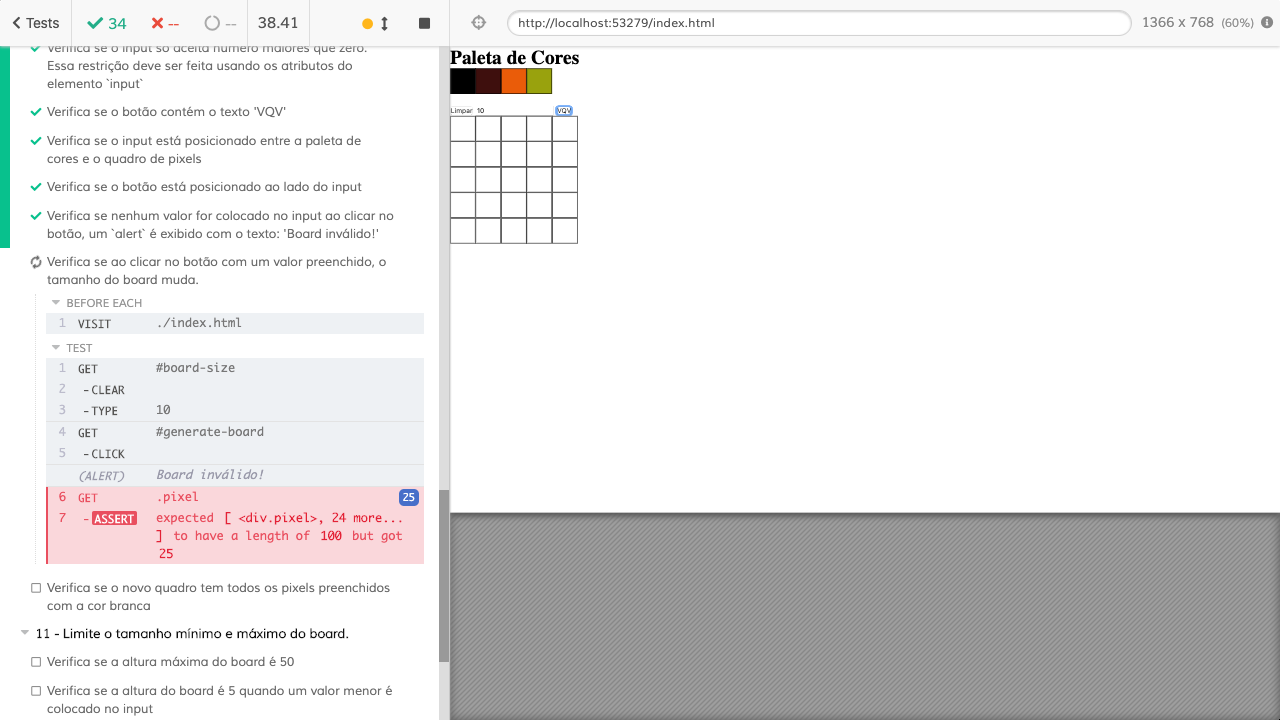 Tests
34
--
--
38.41
http://localhost:53279/index.html
1366 x 768 (60%)
Verifica se o input só aceita número maiores que zero.
Essa restrição deve ser feita usando os atributos do
elemento `input`
Verifica se o botão contém o texto 'VQV'
Verifica se o input está posicionado entre a paleta de
cores e o quadro de pixels
Verifica se o botão está posicionado ao lado do input
Verifica se nenhum valor for colocado no input ao clicar no
botão, um `alert` é exibido com o texto: 'Board inválido!'
Verifica se ao clicar no botão com um valor preenchido, o
tamanho do board muda.
BEFORE EACH
1 VISIT ./index.html
TEST
1 GET #board-size
2 -CLEAR
3 -TYPE 10
4 GET #generate-board
5 -CLICK
(ALERT) Board inválido!
6 GET .pixel 25
7 -ASSERT expected [ <div.pixel>, 24 more...
] to have a length of 100 but got
25
Verifica se o novo quadro tem todos os pixels preenchidos
com a cor branca
11 - Limite o tamanho mínimo e máximo do board.
Verifica se a altura máxima do board é 50
Verifica se a altura do board é 5 quando um valor menor é
colocado no input
Paleta de Cores
Limpar 10 VQV